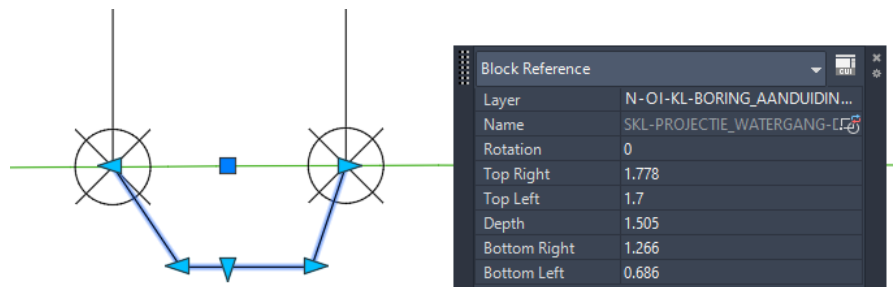 Block Reference
CUI
Layer N-OI-KL-BORING_AANDUIDIN...
Name SKL-PROJECTIE_WATERGANG-
Rotation 0
Top Right 1.778
Top Left 1.7
Depth 1.505
Bottom Right 1.266
Bottom Left 0.686